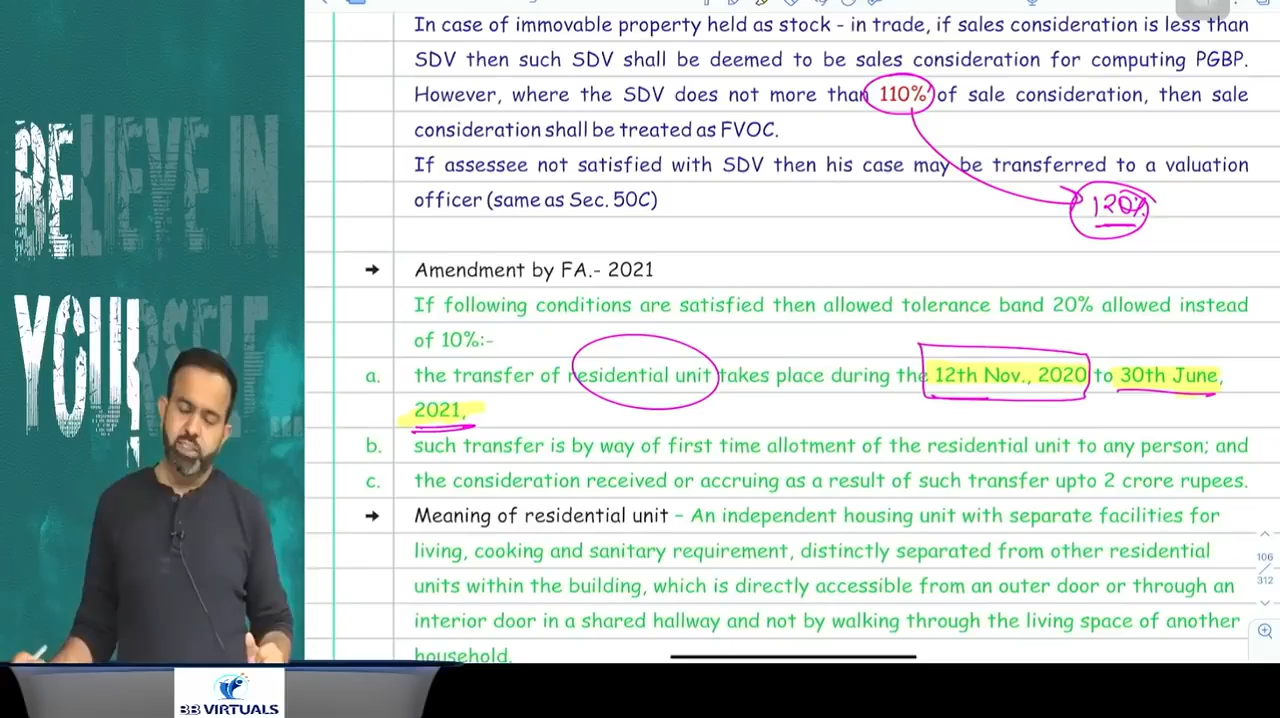 BELIEVE IN
YOURSELF...
In case of immovable property held as stock - in trade, if sales consideration is less than
SDV then such SDV shall be deemed to be sales consideration for computing PGBP.
However, where the SDV does not more than 110% of sale consideration, then sale
consideration shall be treated as FVOC.
If assessee not satisfied with SDV then his case may be transferred to a valuation
officer (same as Sec. 50C)
120%
→ Amendment by FA.- 2021
If following conditions are satisfied then allowed tolerance band 20% allowed instead
of 10%:-
a. the transfer of residential unit takes place during the 12th Nov., 2020 to 30th June,
2021,
b. such transfer is by way of first time allotment of the residential unit to any person; and
c. the consideration received or accruing as a result of such transfer upto 2 crore rupees.
→ Meaning of residential unit – An independent housing unit with separate facilities for
living, cooking and sanitary requirement, distinctly separated from other residential
units within the building, which is directly accessible from an outer door or through an
interior door in a shared hallway and not by walking through the living space of another
household.
106
/
312
BB VIRTUALS